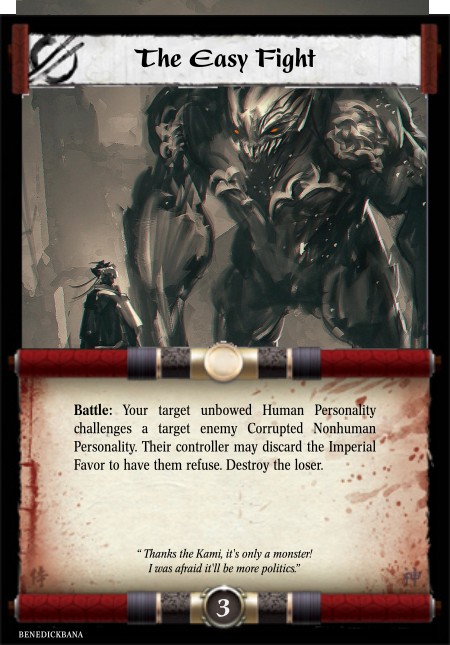 The Easy Fight
Battle: Your target unbowed Human Personality
challenges a target enemy Corrupted Nonhuman
Personality. Their controller may discard the Imperial
Favor to have them refuse. Destroy the loser.
“ Thanks the Kami, it's only a monster!
I was afraid it'll be more politics.”
3
BENEDICKBANA